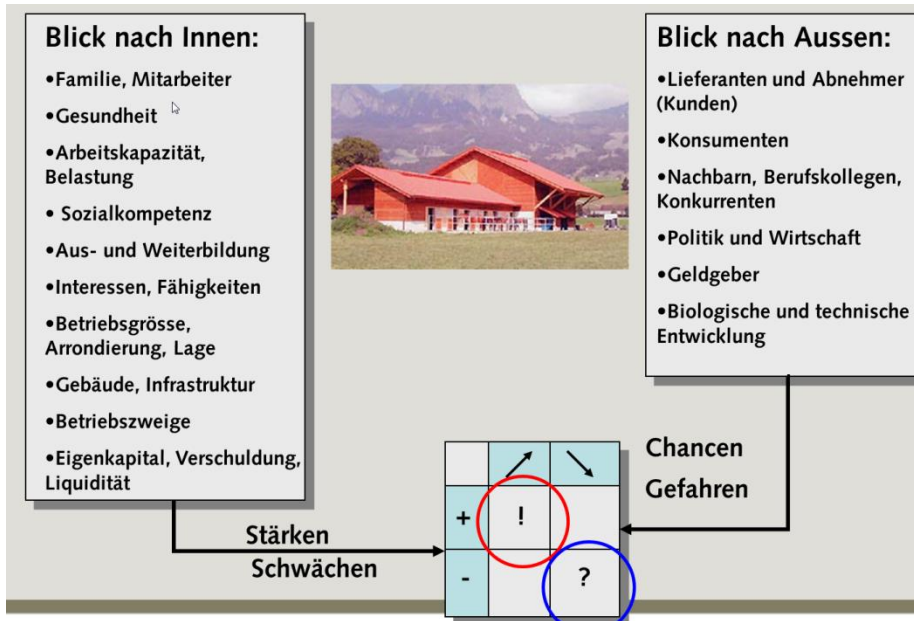 Blick nach Innen:
•Familie, Mitarbeiter
•Gesundheit
•Arbeitskapazität,
Belastung
• Sozialkompetenz
•Aus- und Weiterbildung
•Interessen, Fähigkeiten
•Betriebsgrösse,
Arrondierung, Lage
•Gebäude, Infrastruktur
•Betriebszweige
•Eigenkapital, Verschuldung,
Liquidität
Blick nach Aussen:
•Lieferanten und Abnehmer
(Kunden)
•Konsumenten
•Nachbarn, Berufskollegen,
Konkurrenten
•Politik und Wirtschaft
•Geldgeber
•Biologische und technische
Entwicklung
Stärken
Schwächen
Chancen
Gefahren
+ !
- ?